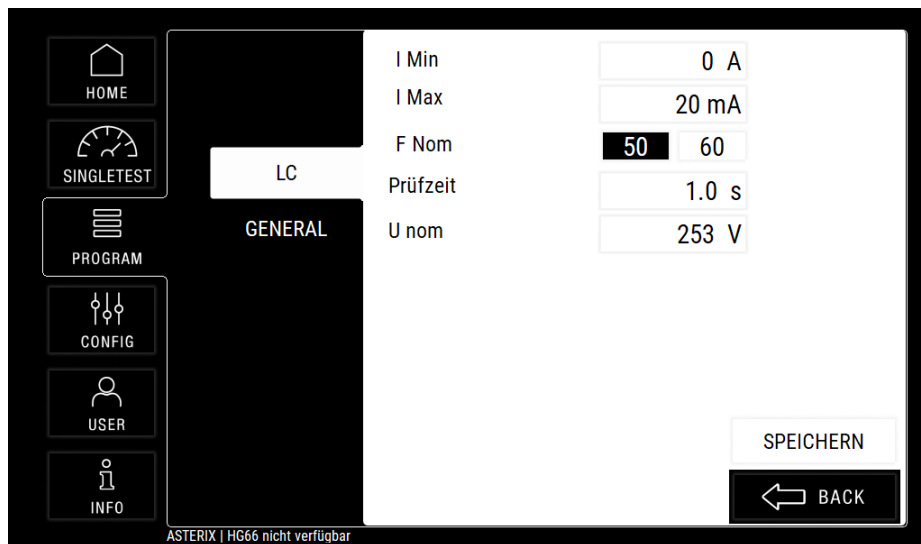 HOME
SINGLETEST
PROGRAM
CONFIG
USER
INFO
LC
GENERAL
I Min 0 A
I Max 20 mA
F Nom 50 60
Prüfzeit 1.0 s
U nom 253 V
SPEICHERN
BACK
ASTERIX | HG66 nicht verfügbar